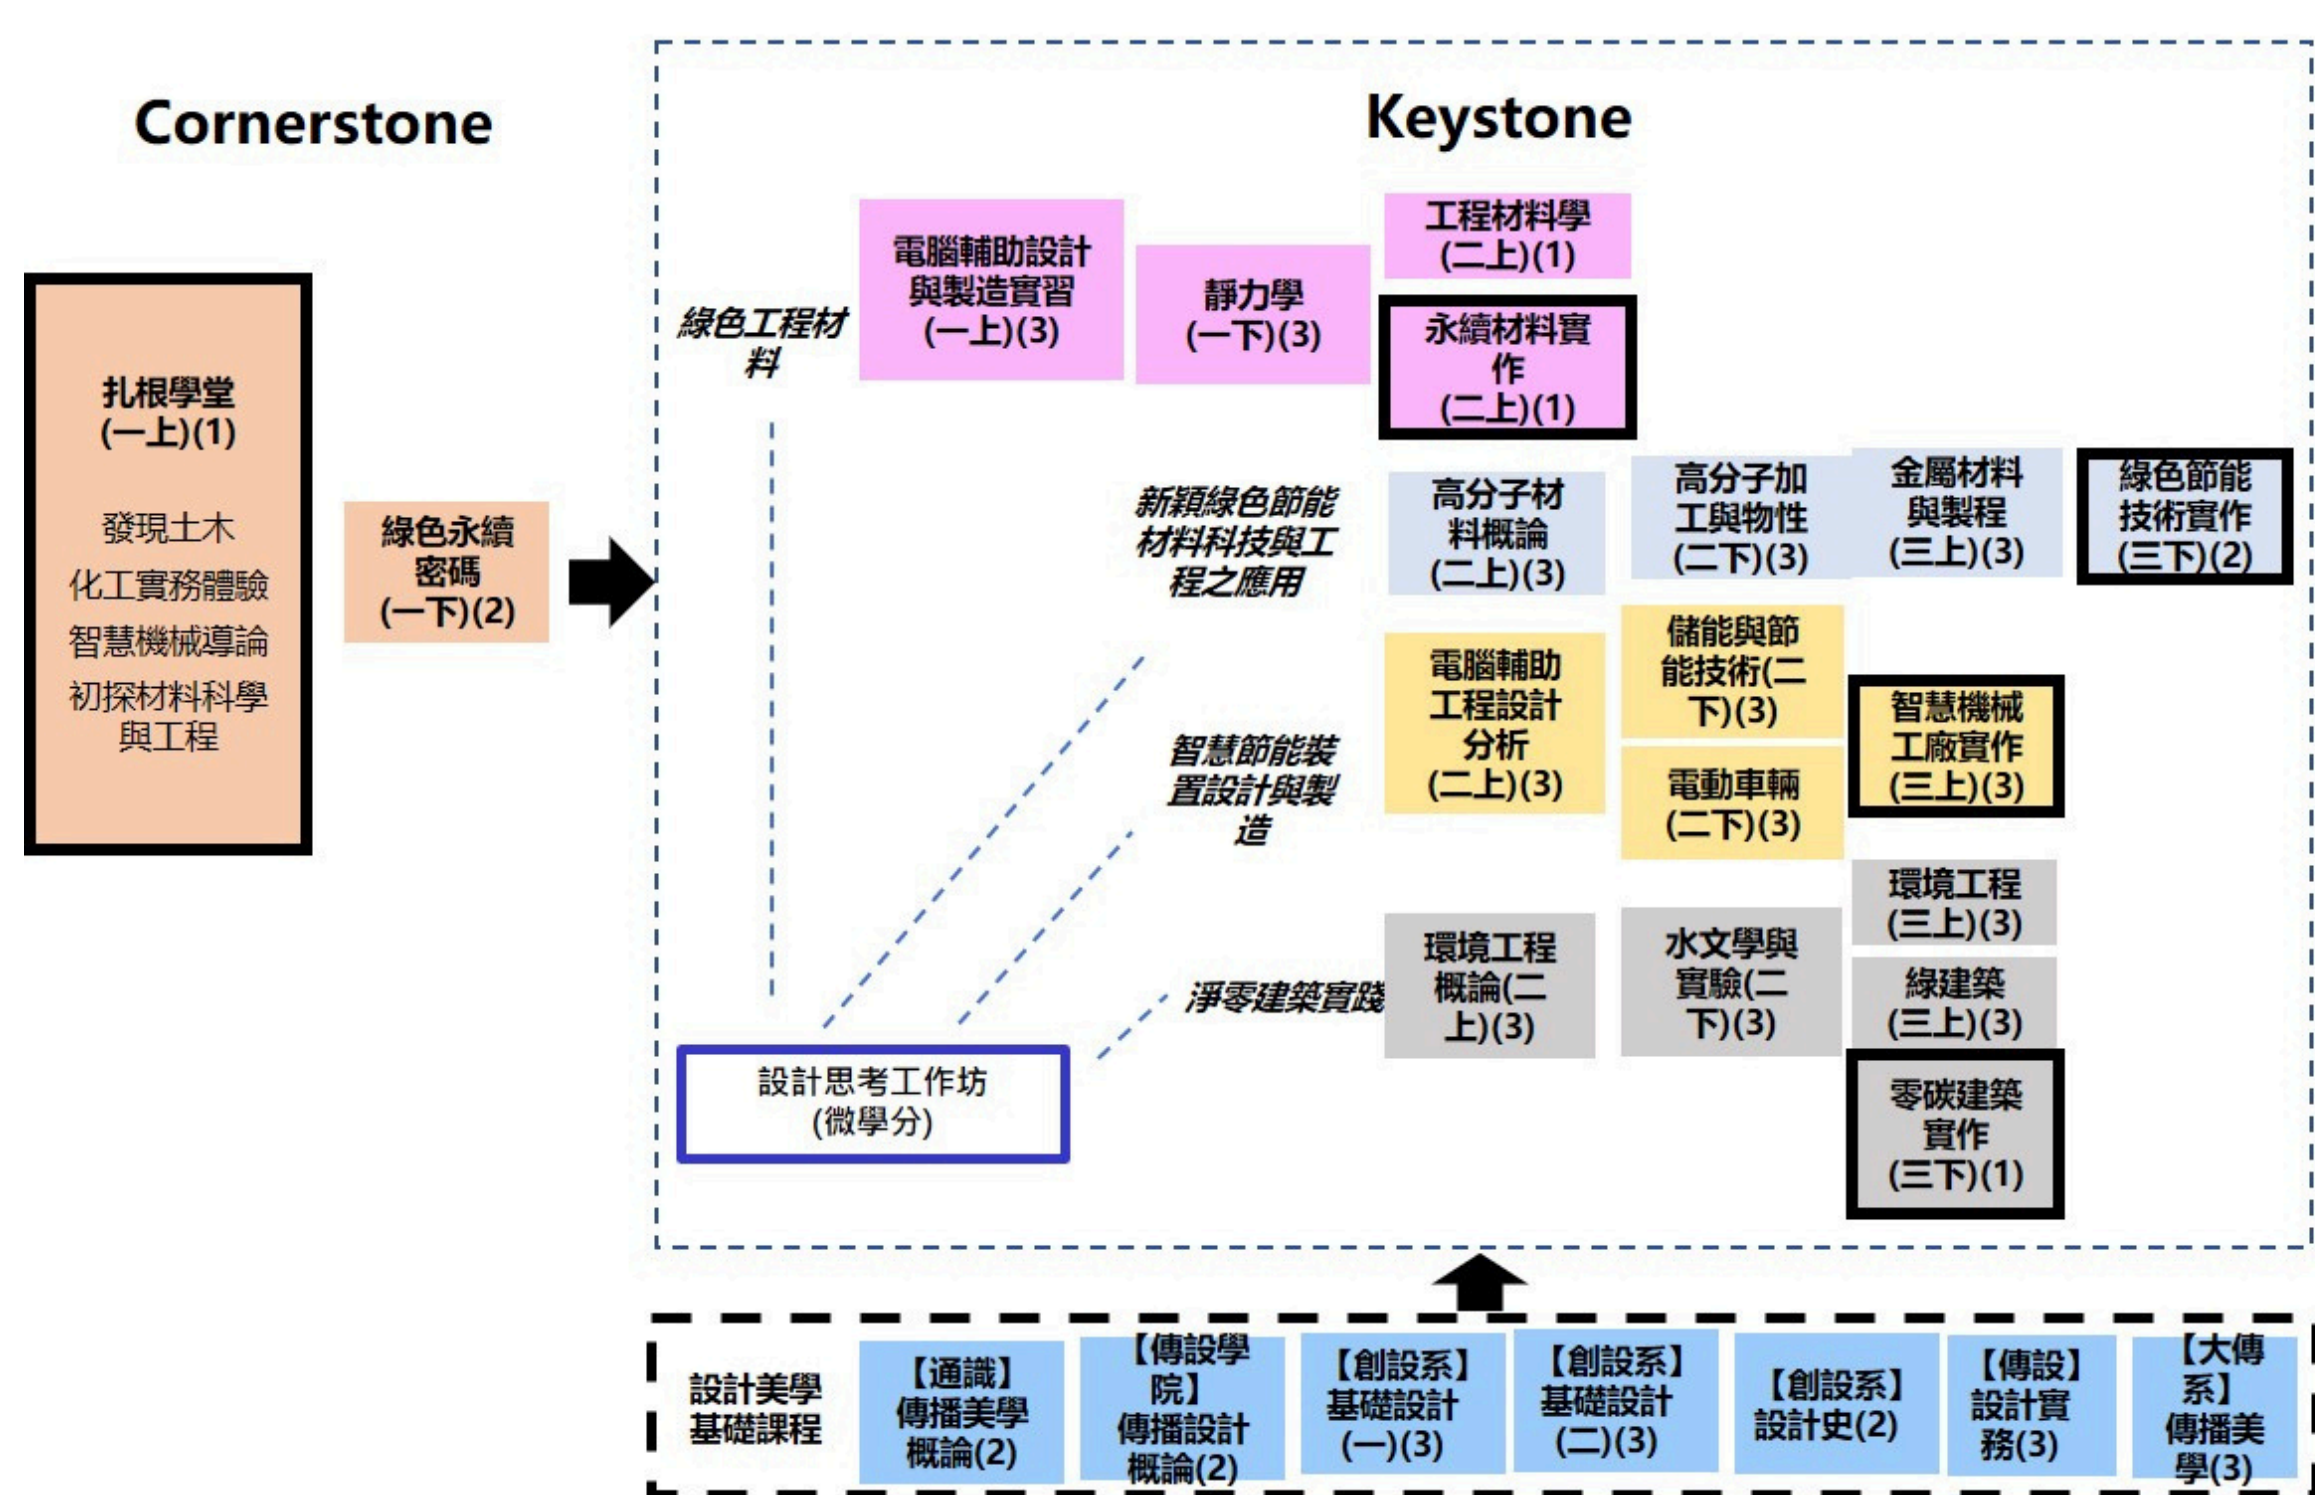 Cornerstone
扎根學堂
(一上)(1)
發現土木
化工實務體驗
智慧機械導論
初探材料科學
與工程
綠色永續
密碼
(一下)(2)
Keystone
綠色工程材
料
電腦輔助設計
與製造實習
(一上)(3)
靜力學
(一下)(3)
工程材料學
(二上)(1)
永續材料實
作
(二上)(1)
新穎綠色節能
材料科技與工
程之應用
高分子材
料概論
(二上)(3)
高分子加
工與物性
(二下)(3)
金屬材料
與製程
(三上)(3)
綠色節能
技術實作
(三下)(2)
智慧節能裝
置設計與製
造
電腦輔助
工程設計
分析
(二上)(3)
儲能與節
能技術(二
下)(3)
電動車輛
(二下)(3)
智慧機械
工廠實作
(三上)(3)
淨零建築實踐
環境工程
概論(二
上)(3)
水文學與
實驗(二
下)(3)
環境工程
(三上)(3)
綠建築
(三上)(3)
零碳建築
實作
(三下)(1)
設計思考工作坊
(微學分)
設計美學
基礎課程
【通識】
傳播美學
概論(2)
【傳設學
院】
傳播設計
概論(2)
【創設系】
基礎設計
(一)(3)
【創設系】
基礎設計
(二)(3)
【創設系】
設計史(2)
【傳設】
設計實
務(3)
【大傳
系】
傳播美
學(3)